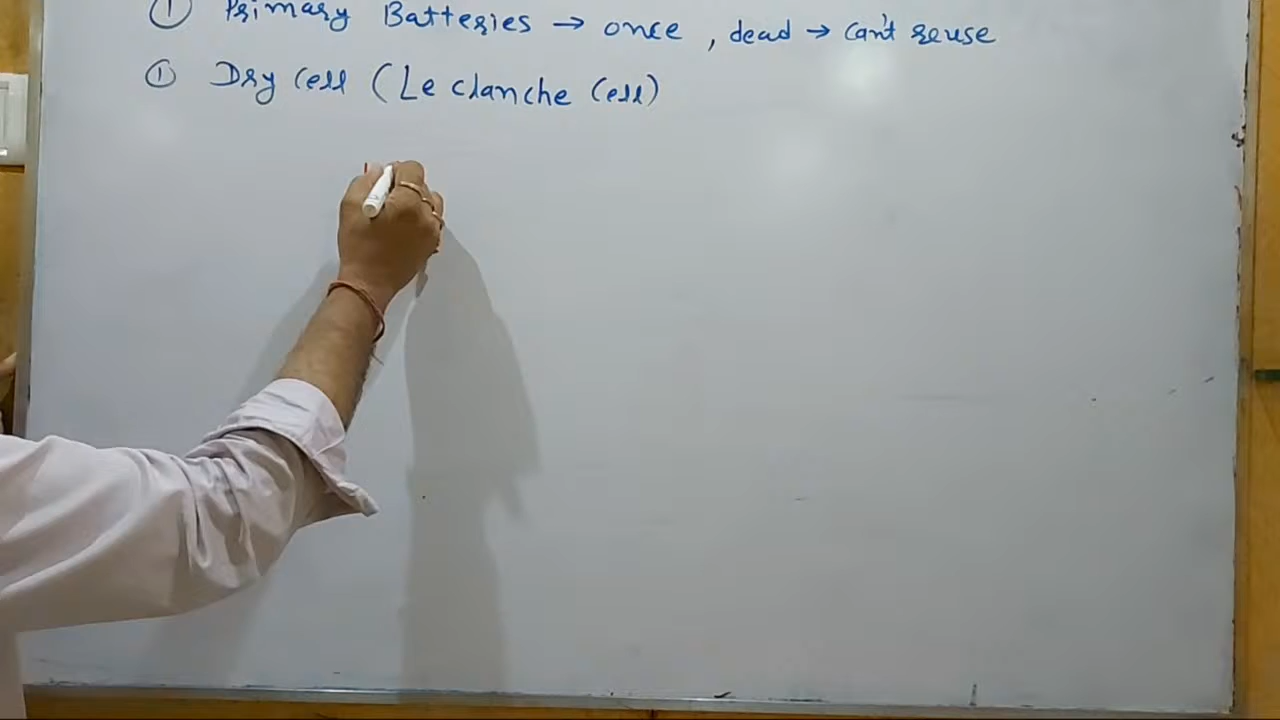 ① Primary Batteries → once , dead → can't reuse
① Dry Cell (Le clanche Cell)